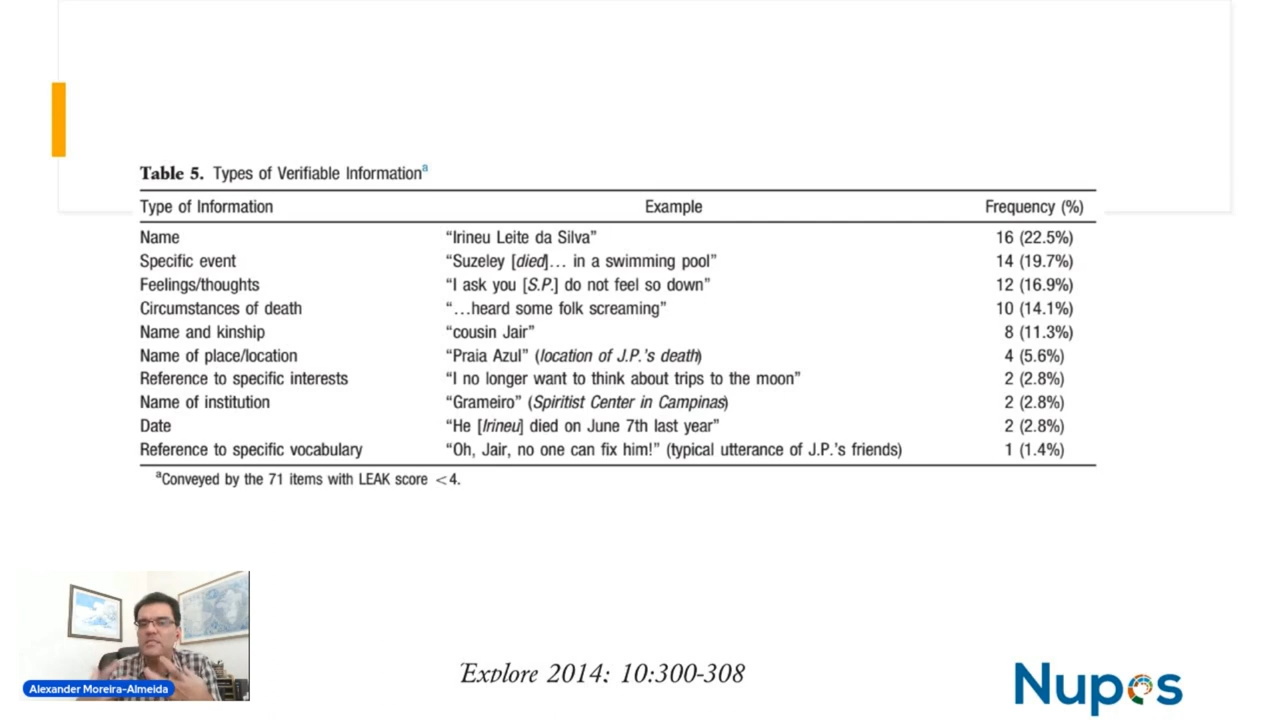 Table 5. Types of Verifiable Informationa
Type of Information Example Frequency (%)
Name “Irineu Leite da Silva” 16 (22.5%)
Specific event “Suzeley [died]... in a swimming pool” 14 (19.7%)
Feelings/thoughts “I ask you [S.P.] do not feel so down” 12 (16.9%)
Circumstances of death “...heard some folk screaming” 10 (14.1%)
Name and kinship “cousin Jair” 8 (11.3%)
Name of place/location “Praia Azul” (location of J.P.’s death) 4 (5.6%)
Reference to specific interests “I no longer want to think about trips to the moon” 2 (2.8%)
Name of institution “Grameiro” (Spiritist Center in Campinas) 2 (2.8%)
Date “He [Irineu] died on June 7th last year” 2 (2.8%)
Reference to specific vocabulary “Oh, Jair, no one can fix him!” (typical utterance of J.P.’s friends) 1 (1.4%)
aConveyed by the 71 items with LEAK score <4.
Alexander Moreira-Almeida
Explore 2014: 10:300-308
Nupes